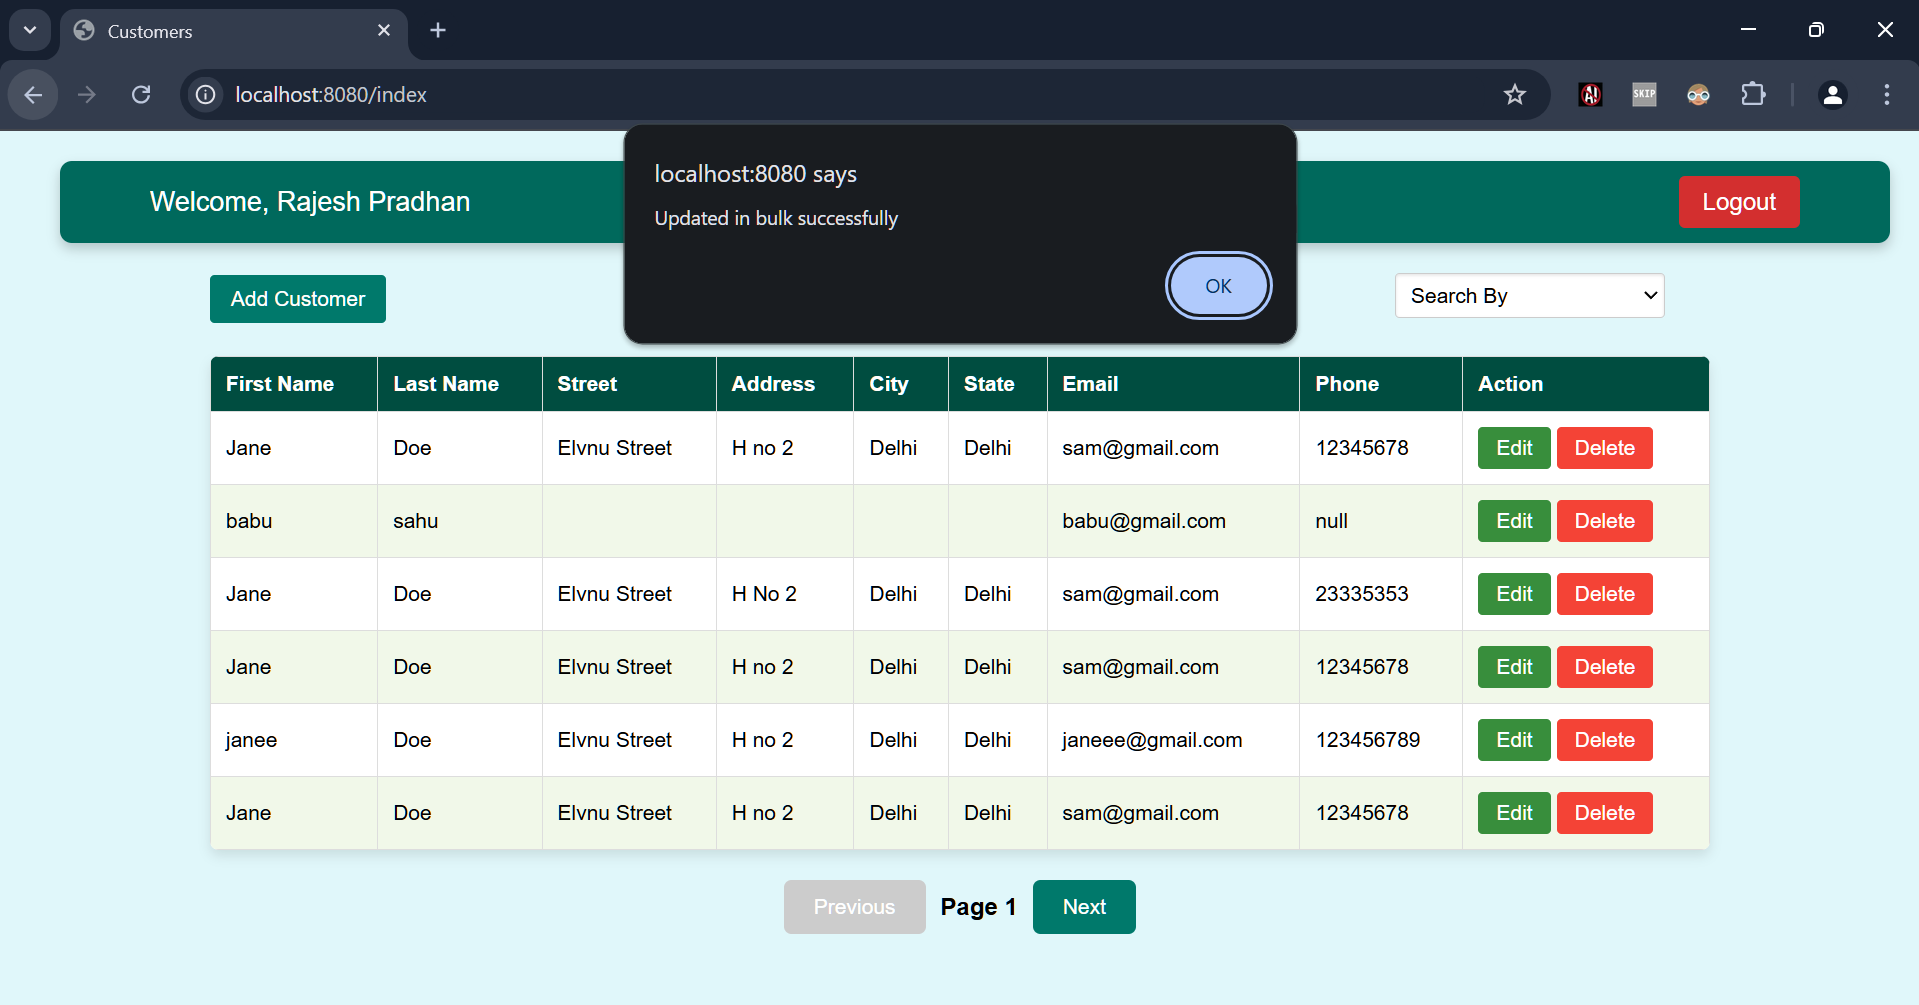 Customers
localhost:8080/index
SKIP
localhost:8080 says
Updated in bulk successfully
OK
Welcome, Rajesh Pradhan
Logout
Add Customer
Search By
First Name Last Name Street Address City State Email Phone Action
Jane Doe Elvnu Street H no 2 Delhi Delhi sam@gmail.com 12345678 Edit Delete
babu sahu babu@gmail.com null Edit Delete
Jane Doe Elvnu Street H No 2 Delhi Delhi sam@gmail.com 23335353 Edit Delete
Jane Doe Elvnu Street H no 2 Delhi Delhi sam@gmail.com 12345678 Edit Delete
janee Doe Elvnu Street H no 2 Delhi Delhi janeee@gmail.com 123456789 Edit Delete
Jane Doe Elvnu Street H no 2 Delhi Delhi sam@gmail.com 12345678 Edit Delete
Previous Page 1 Next